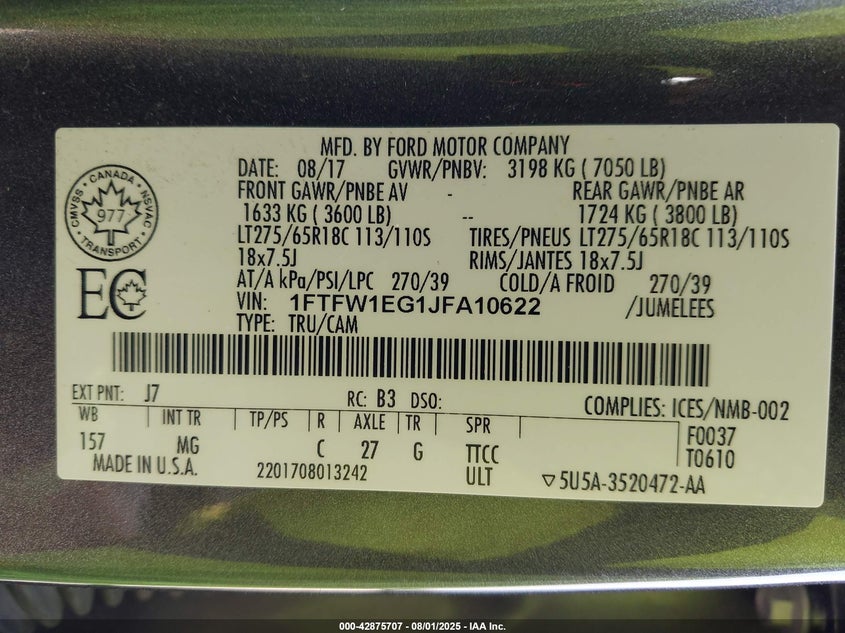 MFD. BY FORD MOTOR COMPANY
DATE: 08/17 GVWR/PNBV: 3198 KG ( 7050 LB)
FRONT GAWR/PNBE AV - REAR GAWR/PNBE AR
1633 KG ( 3600 LB) -- 1724 KG ( 3800 LB)
LT275/65R18C 113/110S TIRES/PNEUS LT275/65R18C 113/110S
18x7.5J RIMS/JANTES 18x7.5J
AT/A kPa/PSI/LPC 270/39 COLD/A FROID 270/39
VIN: 1FTFW1EG1JFA10622 /JUMELEES
TYPE: TRU/CAM
CANADA
CMVSS NSVAC
977
TRANSPORT
EC
EXT PNT: J7 RC: B3 DSO: COMPLIES: ICES/NMB-002
WB INT TR TP/PS R AXLE TR SPR F0037
157 MG C 27 G TTCC T0610
MADE IN U.S.A. 2201708013242 ULT ▽5U5A-3520472-AA
000-42875707 - 08/01/2025 - IAA Inc.